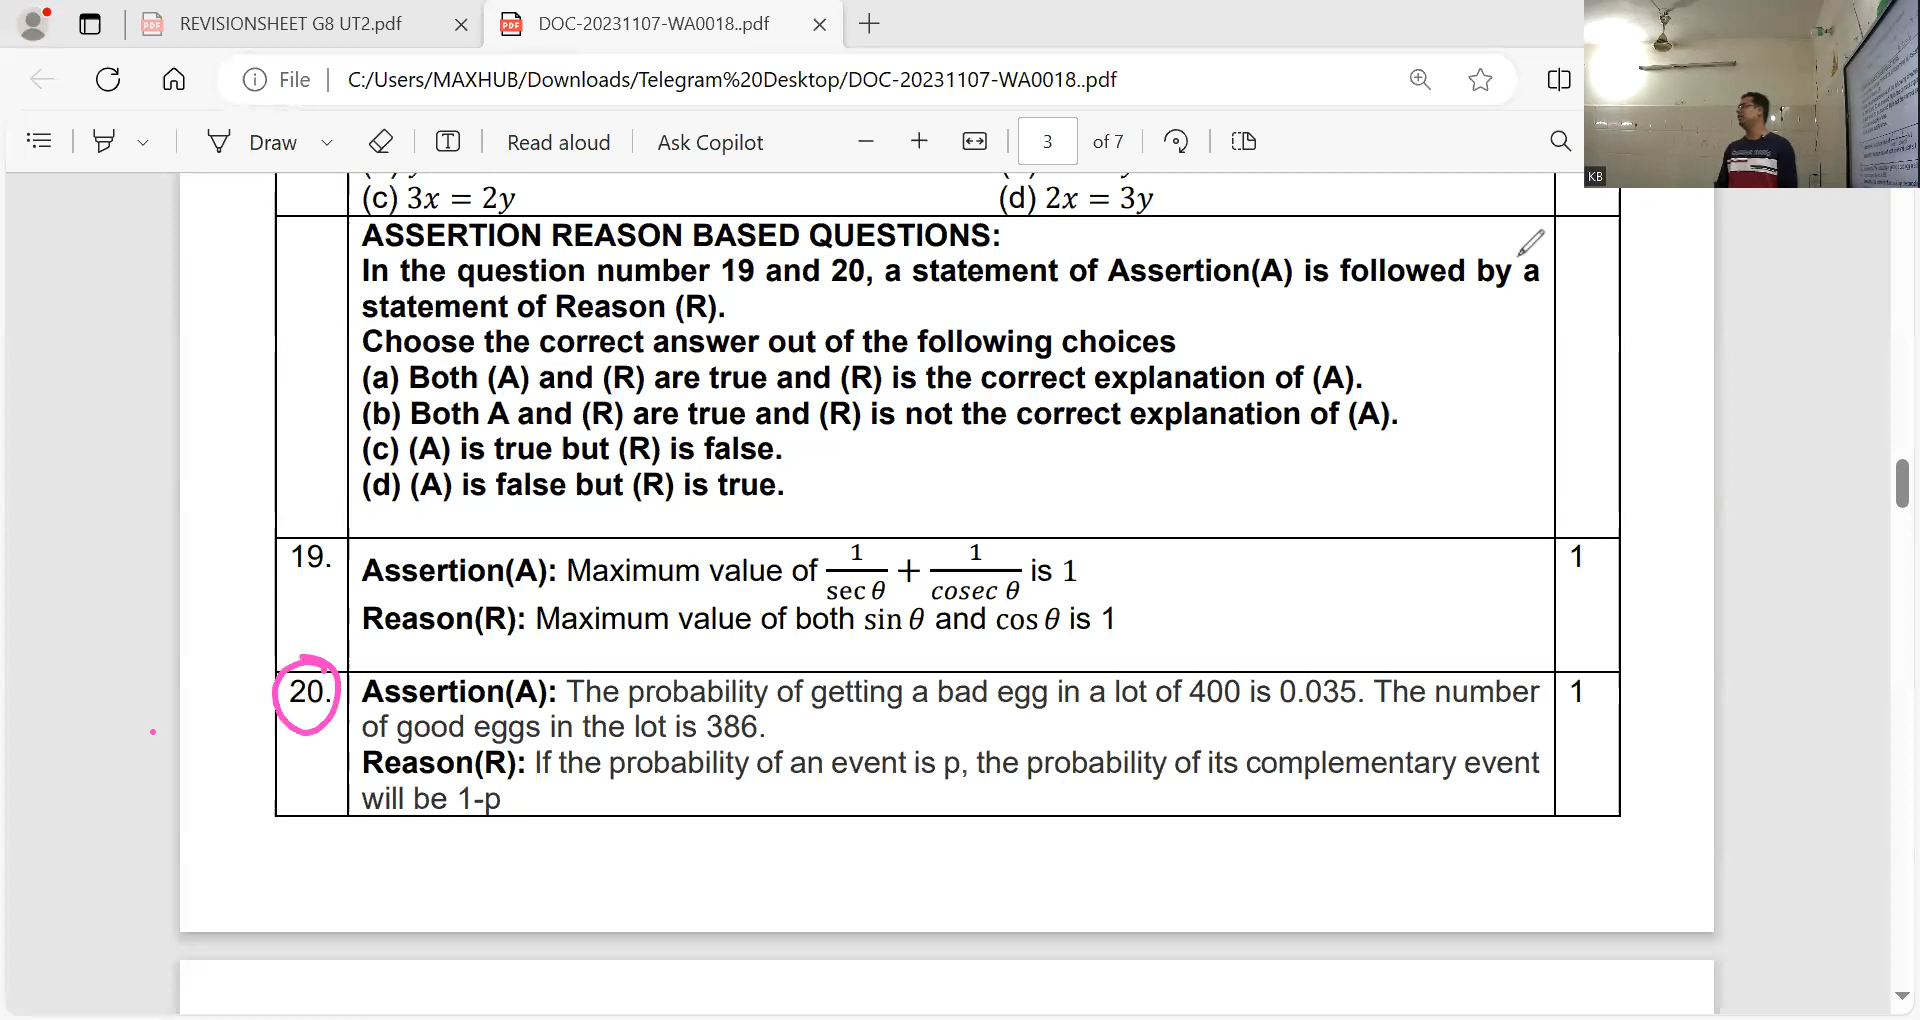 REVISIONSHEET G8 UT2.pdf
DOC-20231107-WA0018..pdf
File
C:/Users/MAXHUB/Downloads/Telegram%20Desktop/DOC-20231107-WA0018..pdf
Draw
Read aloud
Ask Copilot
3
of 7
KB
(c) 3x = 2y
(d) 2x = 3y
ASSERTION REASON BASED QUESTIONS:
In the question number 19 and 20, a statement of Assertion(A) is followed by a
statement of Reason (R).
Choose the correct answer out of the following choices
(a) Both (A) and (R) are true and (R) is the correct explanation of (A).
(b) Both A and (R) are true and (R) is not the correct explanation of (A).
(c) (A) is true but (R) is false.
(d) (A) is false but (R) is true.
19.
Assertion(A): Maximum value of 1/sec θ + 1/cosec θ is 1
1
Reason(R): Maximum value of both sin θ and cos θ is 1
20.
Assertion(A): The probability of getting a bad egg in a lot of 400 is 0.035. The number
1
of good eggs in the lot is 386.
Reason(R): If the probability of an event is p, the probability of its complementary event
will be 1-p